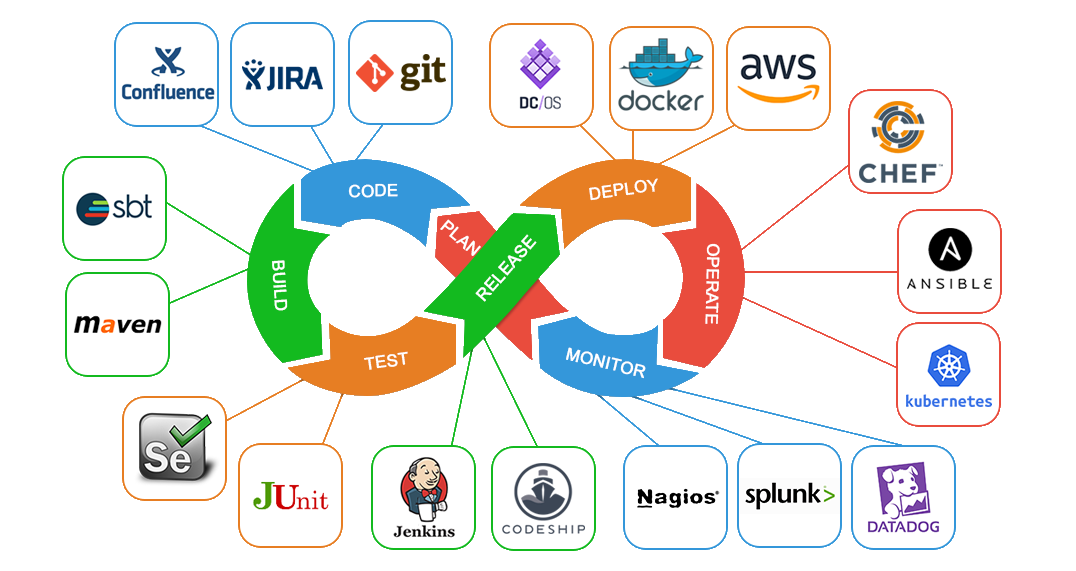 Confluence
JIRA
git
DC/OS
docker
aws
CHEF™
sbt
CODE
DEPLOY
PLAN
RELEASE
OPERATE
ANSIBLE
BUILD
maven
TEST
MONITOR
kubernetes
Se
JUnit
Jenkins
CODESHIP
Nagios®
splunk>
DATADOG